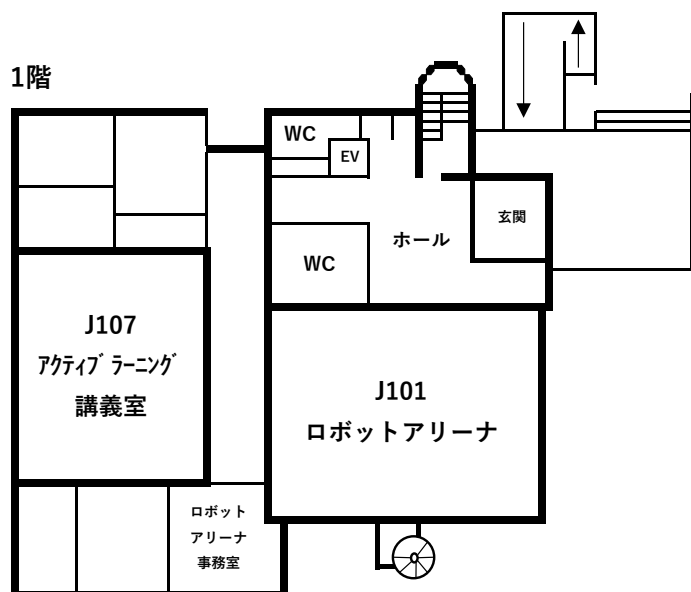 1階
WC
EV
玄関
ホール
WC
J107
ｱｸﾃｨﾌﾞﾗｰﾆﾝｸﾞ
講義室
J101
ロボットアリーナ
ロボット
アリーナ
事務室